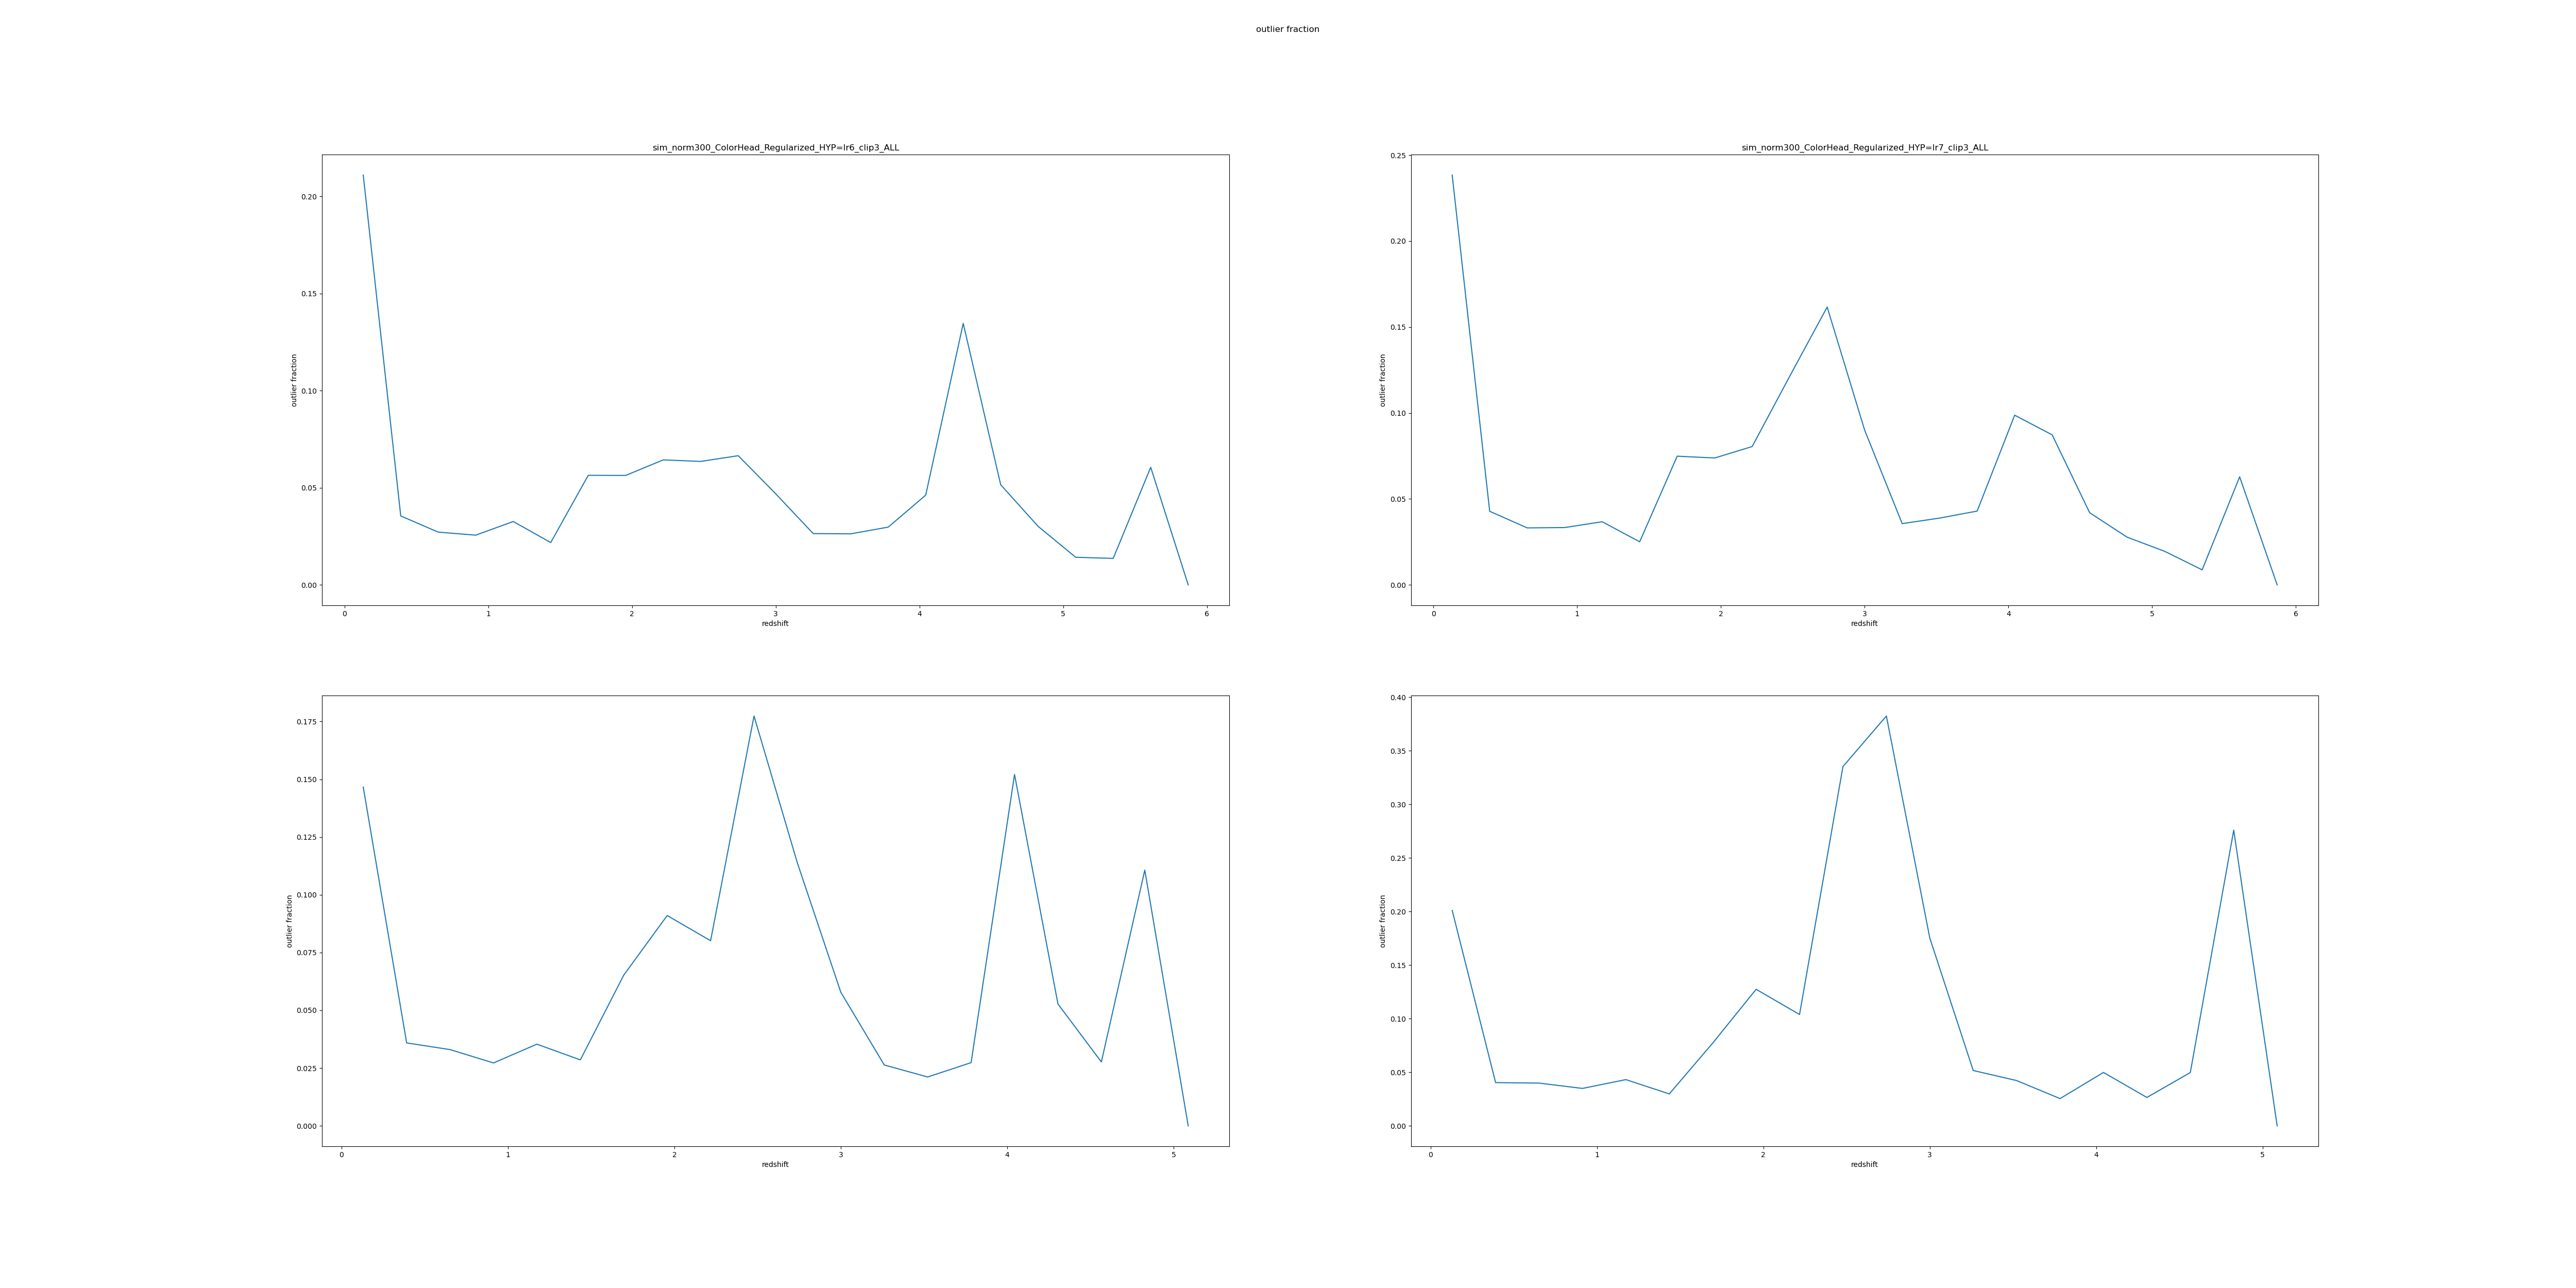 outlier fraction
sim_norm300_ColorHead_Regularized_HYP=lr6_clip3_ALL
0.20
0.15
0.10
0.05
0.00
outlier fraction
0 1 2 3 4 5 6
redshift
sim_norm300_ColorHead_Regularized_HYP=lr7_clip3_ALL
0.25
0.20
0.15
0.10
0.05
0.00
outlier fraction
0 1 2 3 4 5 6
redshift
0.175
0.150
0.125
0.100
0.075
0.050
0.025
0.000
outlier fraction
0 1 2 3 4 5
redshift
0.40
0.35
0.30
0.25
0.20
0.15
0.10
0.05
0.00
outlier fraction
0 1 2 3 4 5
redshift